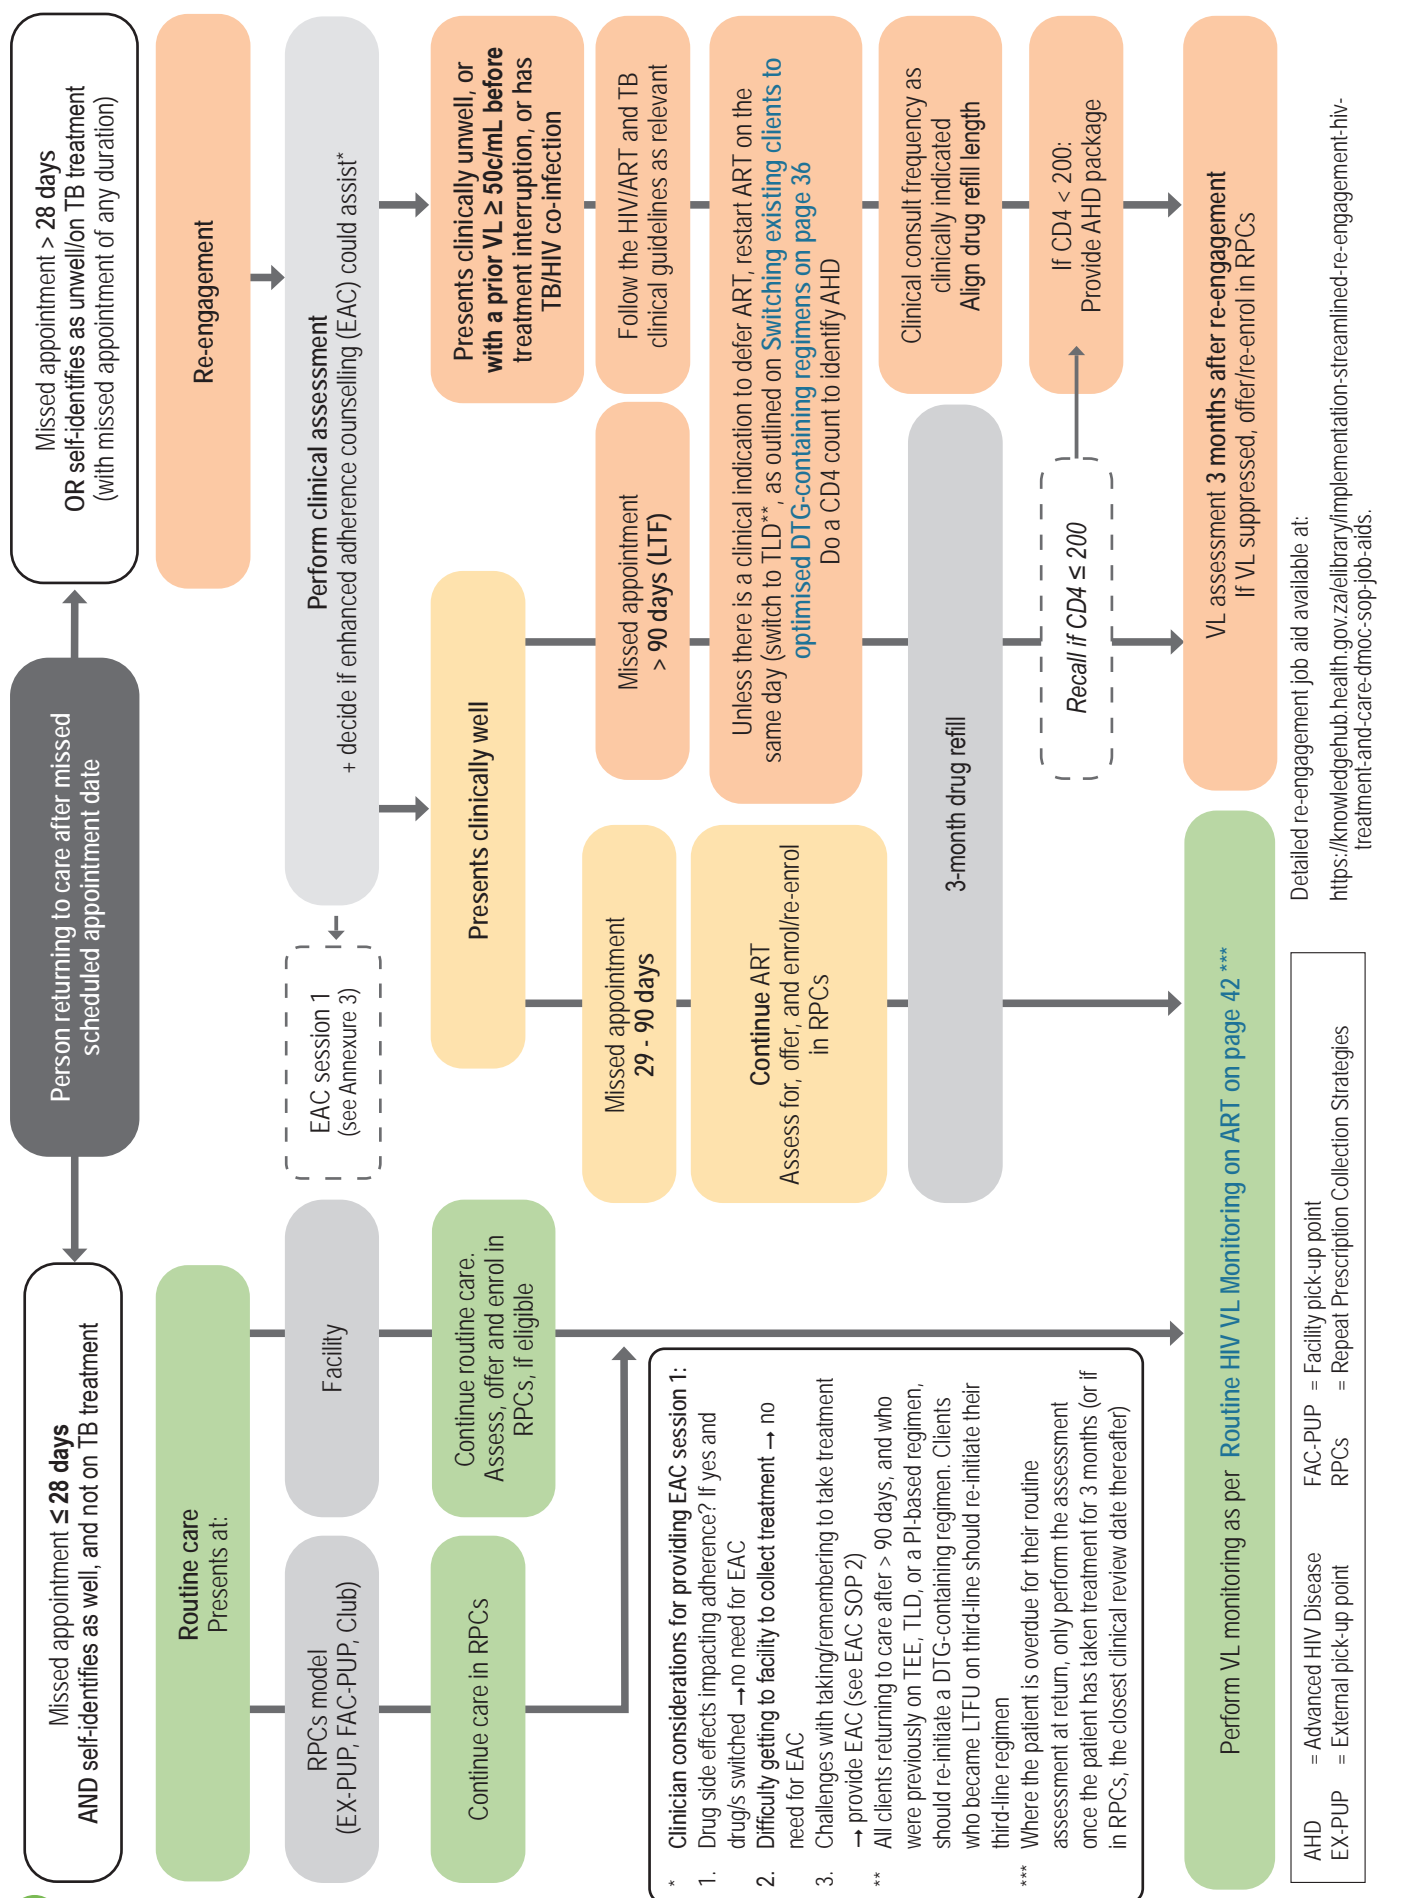 Person returning to care after missed
scheduled appointment date
Missed appointment ≤ 28 days
AND self-identifies as well, and not on TB treatment
Routine care
Presents at:
RPCs model
(EX-PUP, FAC-PUP, Club)
Facility
Continue care in RPCs
Continue routine care.
Assess, offer and enrol in
RPCs, if eligible
Missed appointment > 28 days
OR self-identifies as unwell/on TB treatment
(with missed appointment of any duration)
Re-engagement
Perform clinical assessment
+ decide if enhanced adherence counselling (EAC) could assist*
EAC session 1
(see Annexure 3)
Presents clinically well
Presents clinically unwell, or
with a prior VL ≥ 50c/mL before
treatment interruption, or has
TB/HIV co-infection
Missed appointment
29 - 90 days
Missed appointment
> 90 days (LTF)
Follow the HIV/ART and TB
clinical guidelines as relevant
Continue ART
Assess for, offer, and enrol/re-enrol
in RPCs
Unless there is a clinical indication to defer ART, restart ART on the
same day (switch to TLD**, as outlined on Switching existing clients to
optimised DTG-containing regimens on page 36
Do a CD4 count to identify AHD
3-month drug refill
Clinical consult frequency as
clinically indicated
Align drug refill length
Recall if CD4 ≤ 200
If CD4 < 200:
Provide AHD package
* Clinician considerations for providing EAC session 1:
1. Drug side effects impacting adherence? If yes and
drug/s switched →no need for EAC
2. Difficulty getting to facility to collect treatment → no
need for EAC
3. Challenges with taking/remembering to take treatment
→ provide EAC (see EAC SOP 2)
** All clients returning to care after > 90 days, and who
were previously on TEE, TLD, or a PI-based regimen,
should re-initiate a DTG-containing regimen. Clients
who became LTFU on third-line should re-initiate their
third-line regimen
*** Where the patient is overdue for their routine
assessment at return, only perform the assessment
once the patient has taken treatment for 3 months (or if
in RPCs, the closest clinical review date thereafter)
Perform VL monitoring as per Routine HIV VL Monitoring on ART on page 42 ***
VL assessment 3 months after re-engagement
If VL suppressed, offer/re-enrol in RPCs
AHD = Advanced HIV Disease FAC-PUP = Facility pick-up point
EX-PUP = External pick-up point RPCs = Repeat Prescription Collection Strategies
Detailed re-engagement job aid available at:
https://knowledgehub.health.gov.za/elibrary/implementation-streamlined-re-engagement-hiv-
treatment-and-care-dmoc-sop-job-aids.